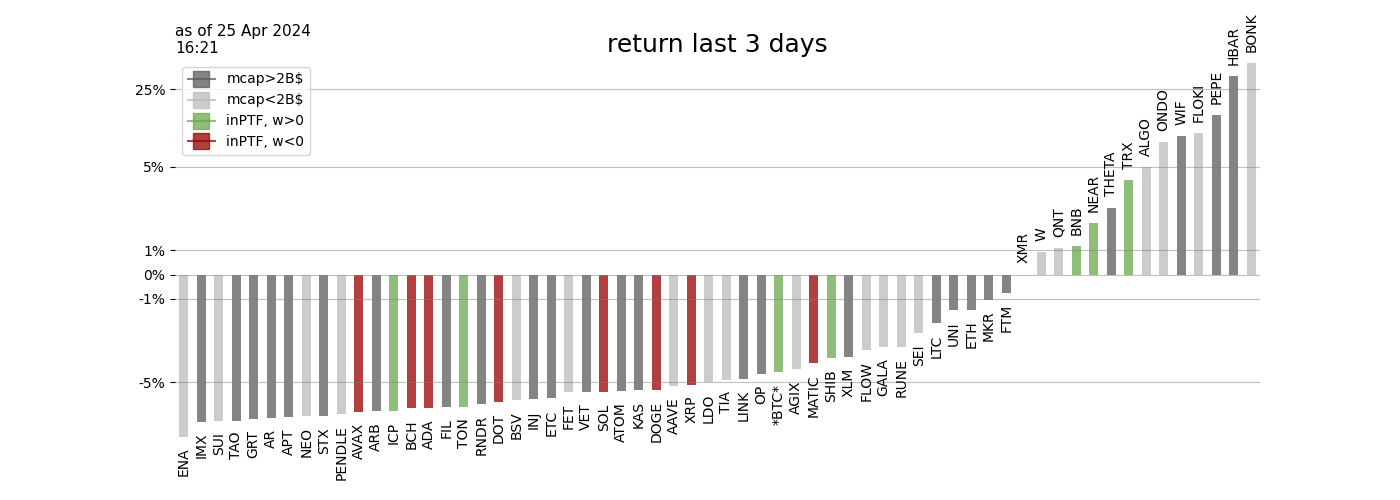 as of 25 Apr 2024
16:21
return last 3 days
mcap>2B$
mcap<2B$
inPTF, w>0
inPTF, w<0
25%
5%
1%
0%
-1%
-5%
ENA
IMX
SUI
TAO
GRT
AR
APT
NEO
STX
PENDLE
AVAX
ARB
ICP
BCH
ADA
FIL
TON
RNDR
DOT
BSV
INJ
ETC
FET
VET
SOL
ATOM
KAS
DOGE
AAVE
XRP
LDO
TIA
LINK
OP
*BTC*
AGIX
MATIC
SHIB
XLM
FLOW
GALA
RUNE
SEI
LTC
UNI
ETH
MKR
FTM
XMR
W
QNT
BNB
NEAR
THETA
TRX
ALGO
ONDO
WIF
FLOKI
PEPE
HBAR
BONK